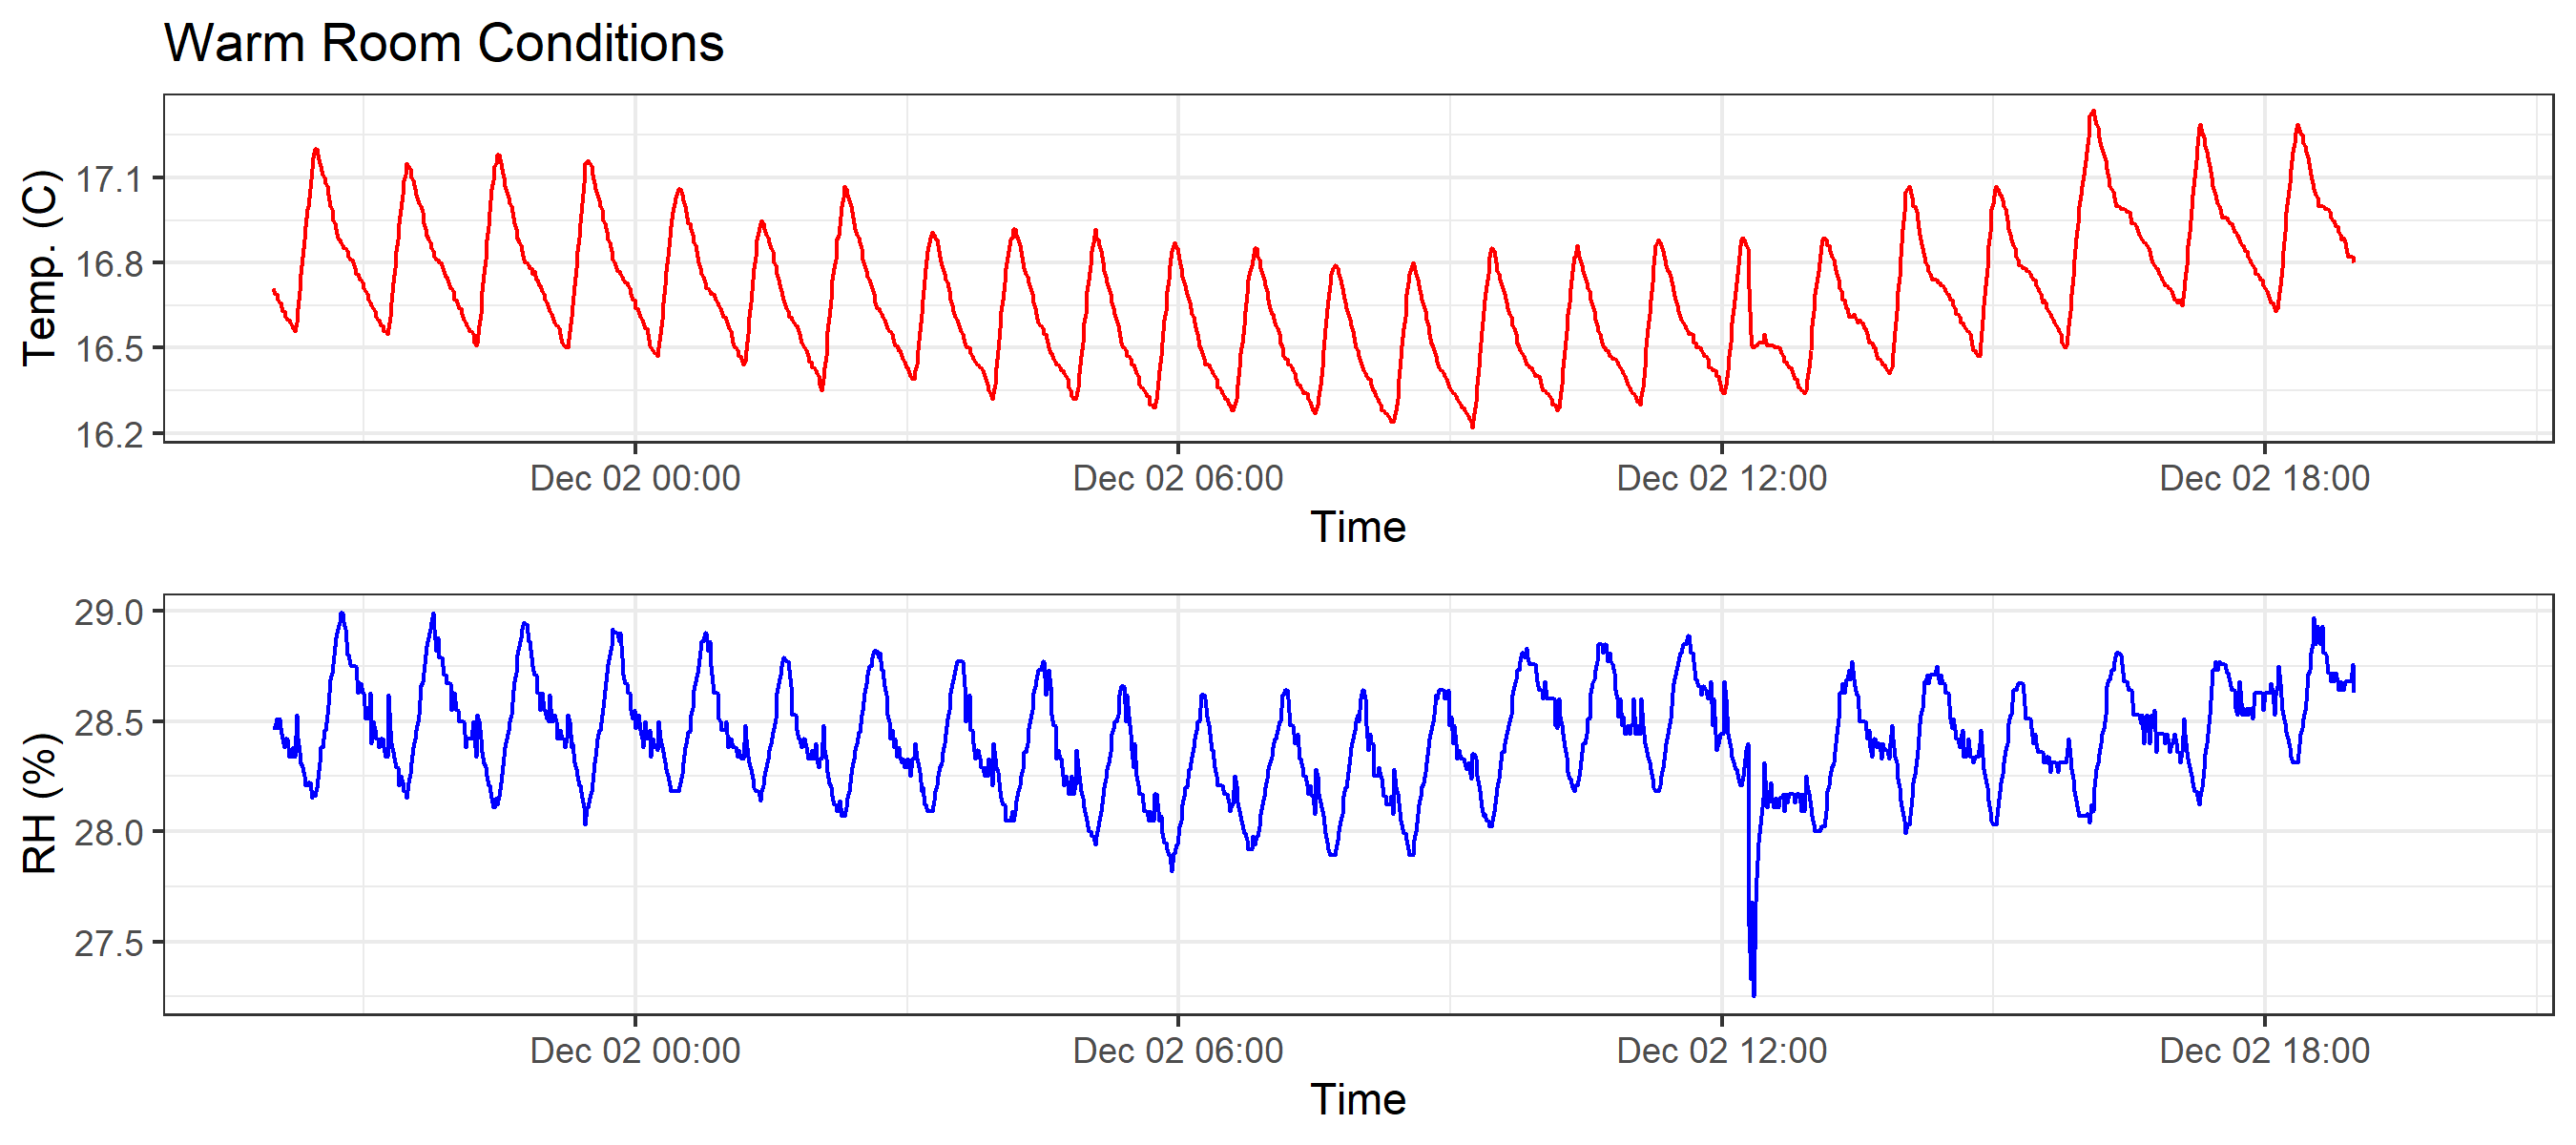 Warm Room Conditions
Temp. (C)
17.1
16.8
16.5
16.2
Dec 02 00:00 Dec 02 06:00 Dec 02 12:00 Dec 02 18:00
Time
RH (%)
29.0
28.5
28.0
27.5
Dec 02 00:00 Dec 02 06:00 Dec 02 12:00 Dec 02 18:00
Time